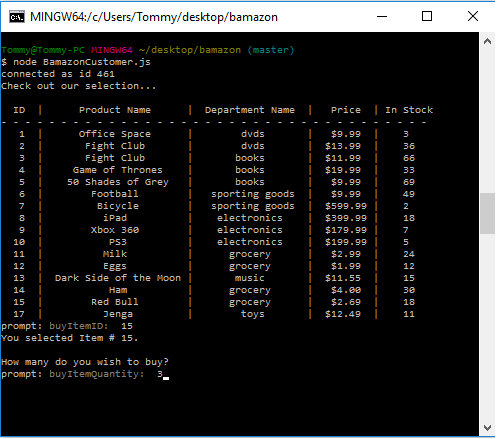 MINGW64:/c/Users/Tommy/desktop/bamazon
Tommy@Tommy-PC MINGW64 ~/desktop/bamazon (master)
$ node BamazonCustomer.js
connected as id 461
Check out our selection...
ID | Product Name | Department Name | Price | In Stock
- - - - - - - - - - - - - - - - - - - - - - - - - - - - - - - - - - - -
1 | Office Space | dvds | $9.99 | 3
2 | Fight Club | dvds | $13.99 | 36
3 | Fight Club | books | $11.99 | 66
4 | Game of Thrones | books | $19.99 | 33
5 | 50 Shades of Grey | books | $9.99 | 69
6 | Football | sporting goods | $9.99 | 49
7 | Bicycle | sporting goods | $599.99 | 2
8 | iPad | electronics | $399.99 | 18
9 | Xbox 360 | electronics | $179.99 | 7
10 | PS3 | electronics | $199.99 | 5
11 | Milk | grocery | $2.99 | 24
12 | Eggs | grocery | $1.99 | 12
13 | Dark Side of the Moon | music | $11.55 | 15
14 | Ham | grocery | $4.00 | 30
15 | Red Bull | grocery | $2.69 | 18
17 | Jenga | toys | $12.49 | 11
prompt: buyItemID: 15
You selected Item # 15.
How many do you wish to buy?
prompt: buyItemQuantity: 3